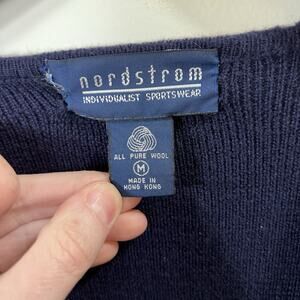 nordstrom
INDIVIDUALIST SPORTSWEAR
ALL PURE WOOL
M
MADE IN
HONG KONG